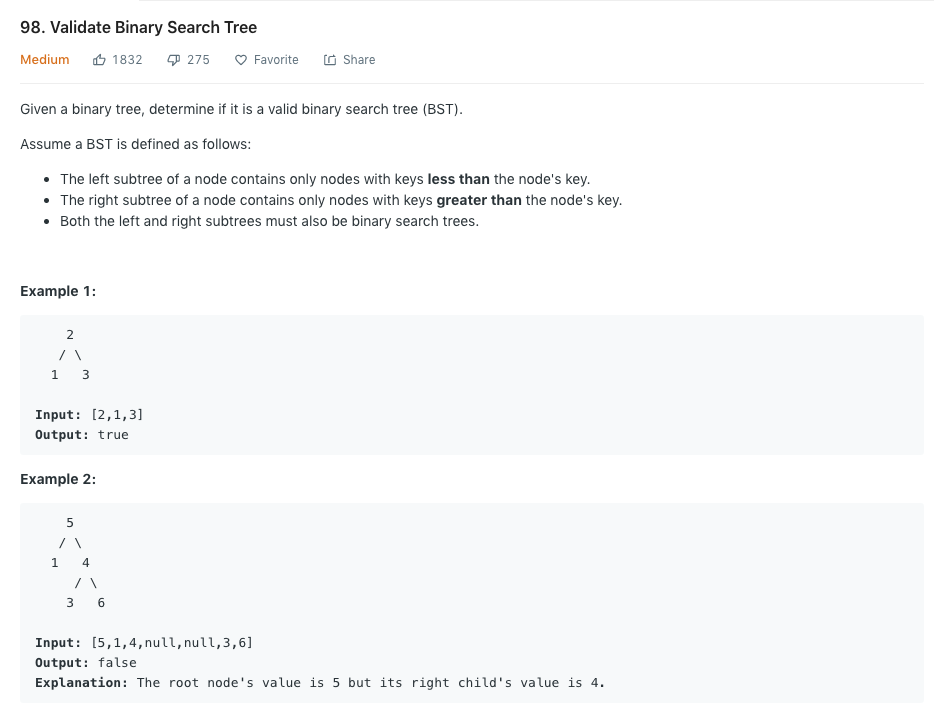 98. Validate Binary Search Tree
Medium 1832 275 Favorite Share
Given a binary tree, determine if it is a valid binary search tree (BST).
Assume a BST is defined as follows:
• The left subtree of a node contains only nodes with keys less than the node's key.
• The right subtree of a node contains only nodes with keys greater than the node's key.
• Both the left and right subtrees must also be binary search trees.
Example 1:
    2
   / \
  1   3
Input: [2,1,3]
Output: true
Example 2:
    5
   / \
  1   4
     / \
    3   6
Input: [5,1,4,null,null,3,6]
Output: false
Explanation: The root node's value is 5 but its right child's value is 4.